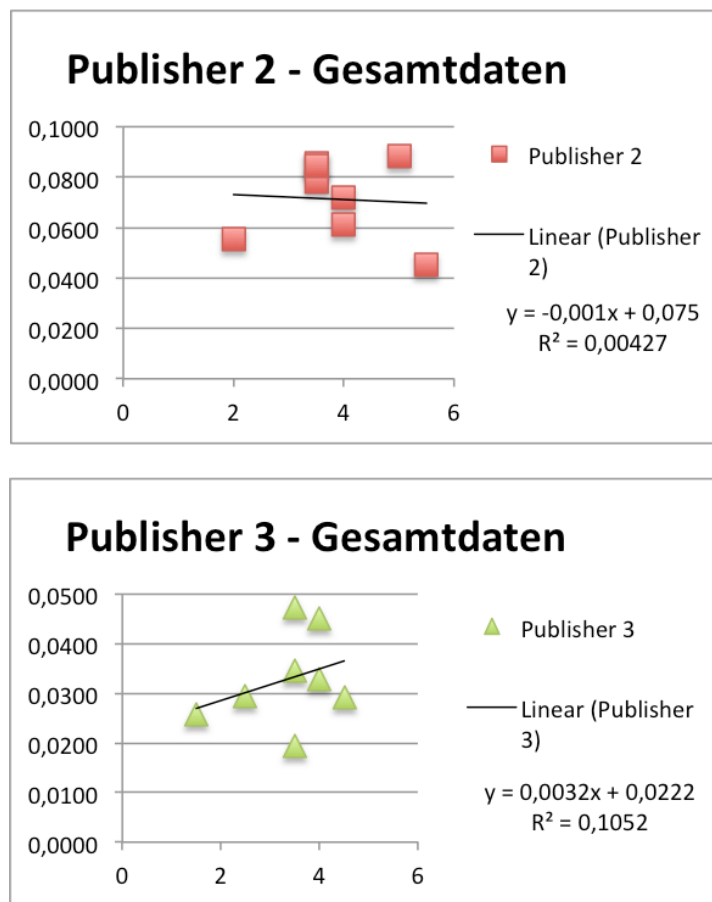 Publisher 2 - Gesamtdaten
0,1000
0,0800
0,0600
0,0400
0,0200
0,0000
0 2 4 6
Publisher 2
Linear (Publisher
2)
y = -0,001x + 0,075
R² = 0,00427
Publisher 3 - Gesamtdaten
0,0500
0,0400
0,0300
0,0200
0,0100
0,0000
0 2 4 6
Publisher 3
Linear (Publisher
3)
y = 0,0032x + 0,0222
R² = 0,1052